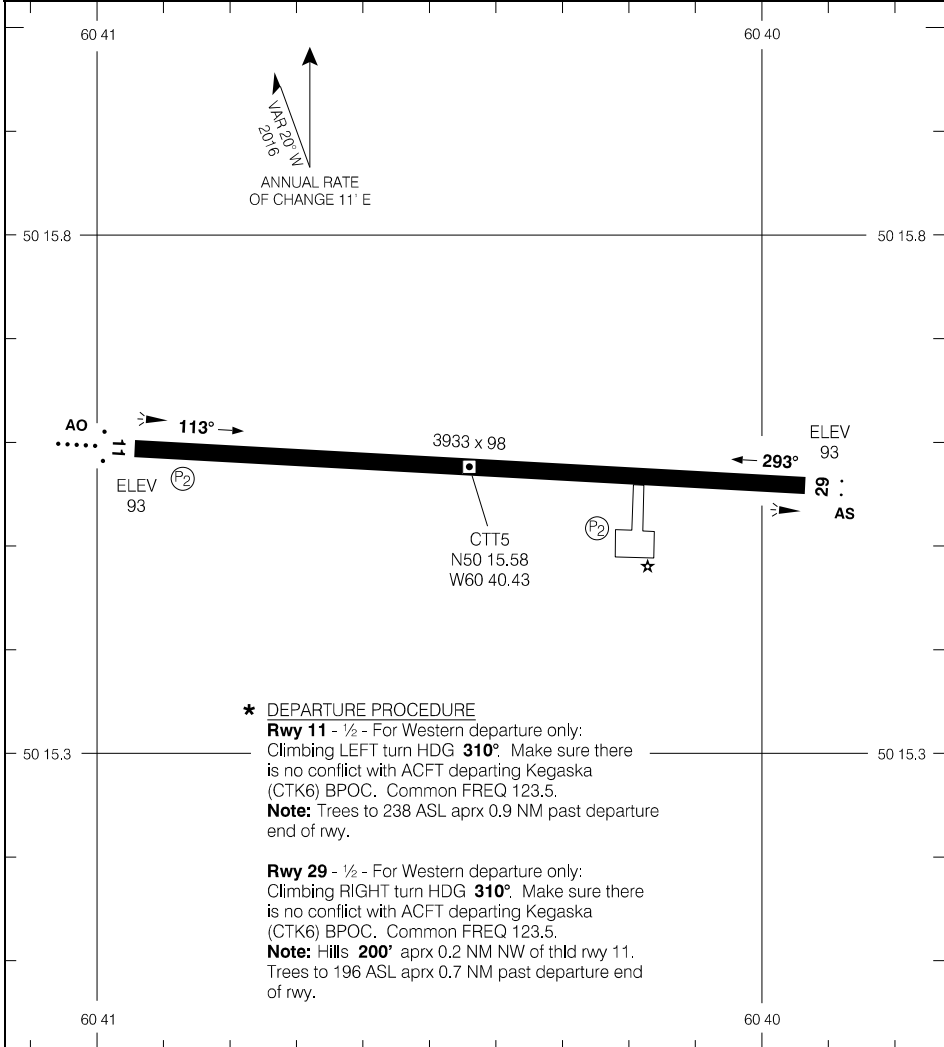 60 41
60 40
VAR 20° W
2016
ANNUAL RATE
OF CHANGE 11' E
50 15.8
50 15.8
AO
11
113°
3933 x 98
293°
ELEV
93
29
AS
ELEV
93
P2
P2
CTT5
N50 15.58
W60 40.43
* DEPARTURE PROCEDURE
Rwy 11 - ½ - For Western departure only:
Climbing LEFT turn HDG 310°. Make sure there
is no conflict with ACFT departing Kegaska
(CTK6) BPOC. Common FREQ 123.5.
Note: Trees to 238 ASL aprx 0.9 NM past departure
end of rwy.
50 15.3
50 15.3
Rwy 29 - ½ - For Western departure only:
Climbing RIGHT turn HDG 310°. Make sure there
is no conflict with ACFT departing Kegaska
(CTK6) BPOC. Common FREQ 123.5.
Note: Hills 200' aprx 0.2 NM NW of thld rwy 11.
Trees to 196 ASL aprx 0.7 NM past departure end
of rwy.
60 41
60 40